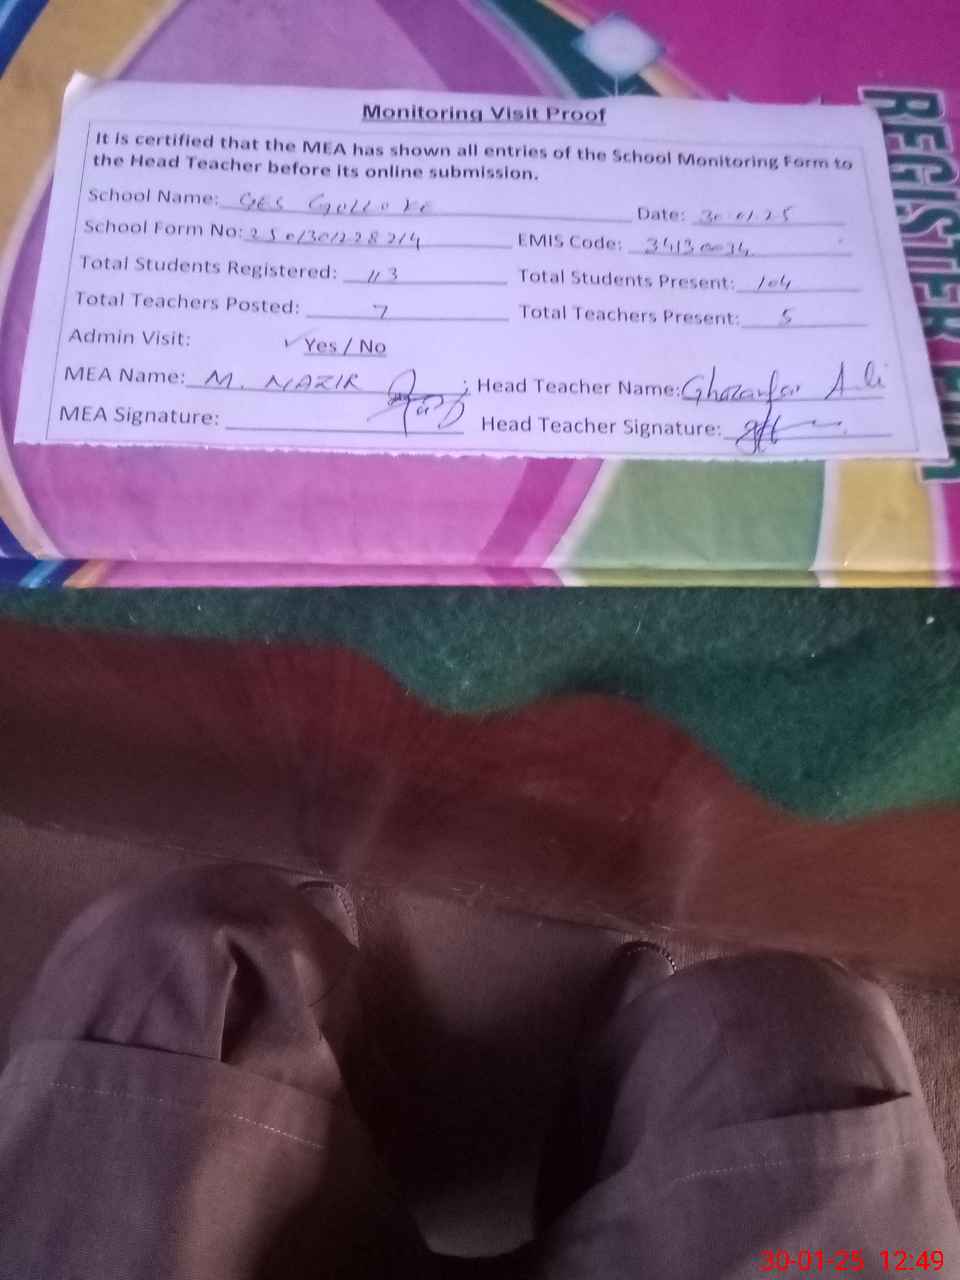 Monitoring Visit Proof
It is certified that the MEA has shown all entries of the School Monitoring Form to
the Head Teacher before its online submission.
School Name: GES Date: 30-01-25
School Form No: EMIS Code: 34130034
Total Students Registered: 113 Total Students Present: 104
Total Teachers Posted: 7 Total Teachers Present: 5
Admin Visit: ✓ Yes / No
MEA Name: M. NAZIR ; Head Teacher Name: Ghazanfar Ali
MEA Signature: Head Teacher Signature:
REGISTER
30-01-25 12:49